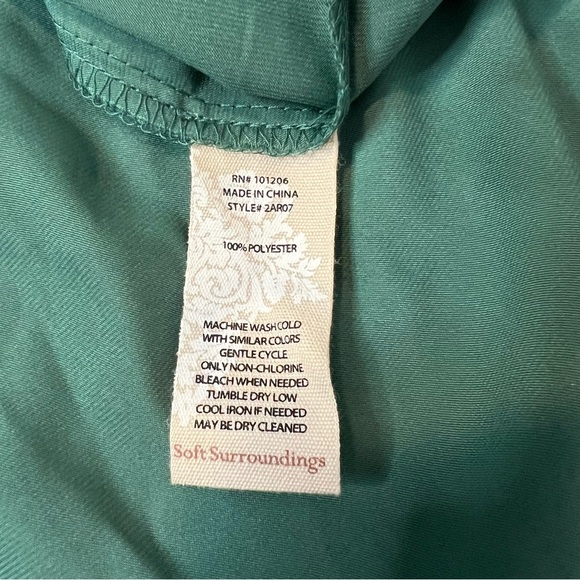 RN# 101206
MADE IN CHINA
STYLE# 2AR07
100% POLYESTER
MACHINE WASH COLD
WITH SIMILAR COLORS
GENTLE CYCLE
ONLY NON-CHLORINE
BLEACH WHEN NEEDED
TUMBLE DRY LOW
COOL IRON IF NEEDED
MAY BE DRY CLEANED
Soft Surroundings